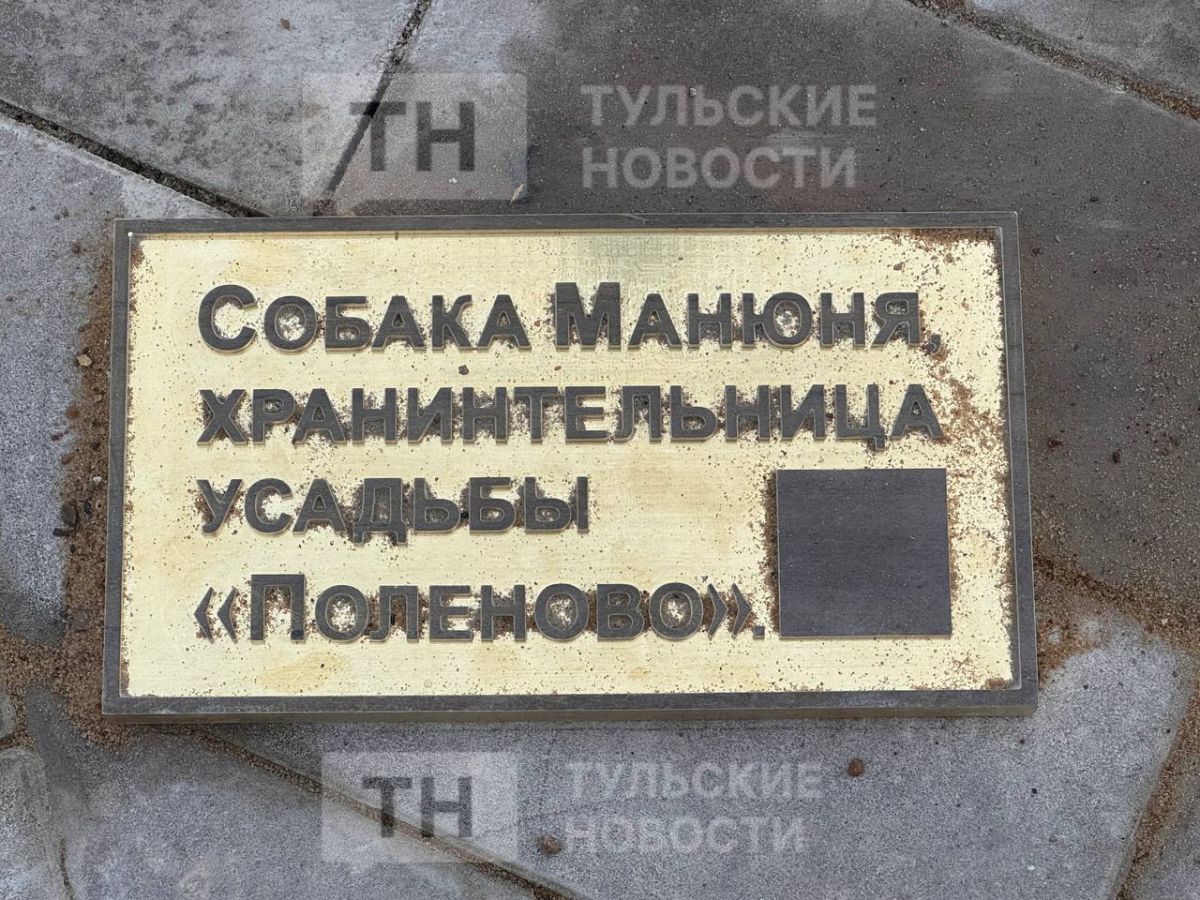 ТН ТУЛЬСКИЕ
НОВОСТИ
Собака Манюня,
хранинтельница
усадьбы
«Поленово».
ТН ТУЛЬСКИЕ
НОВОСТИ